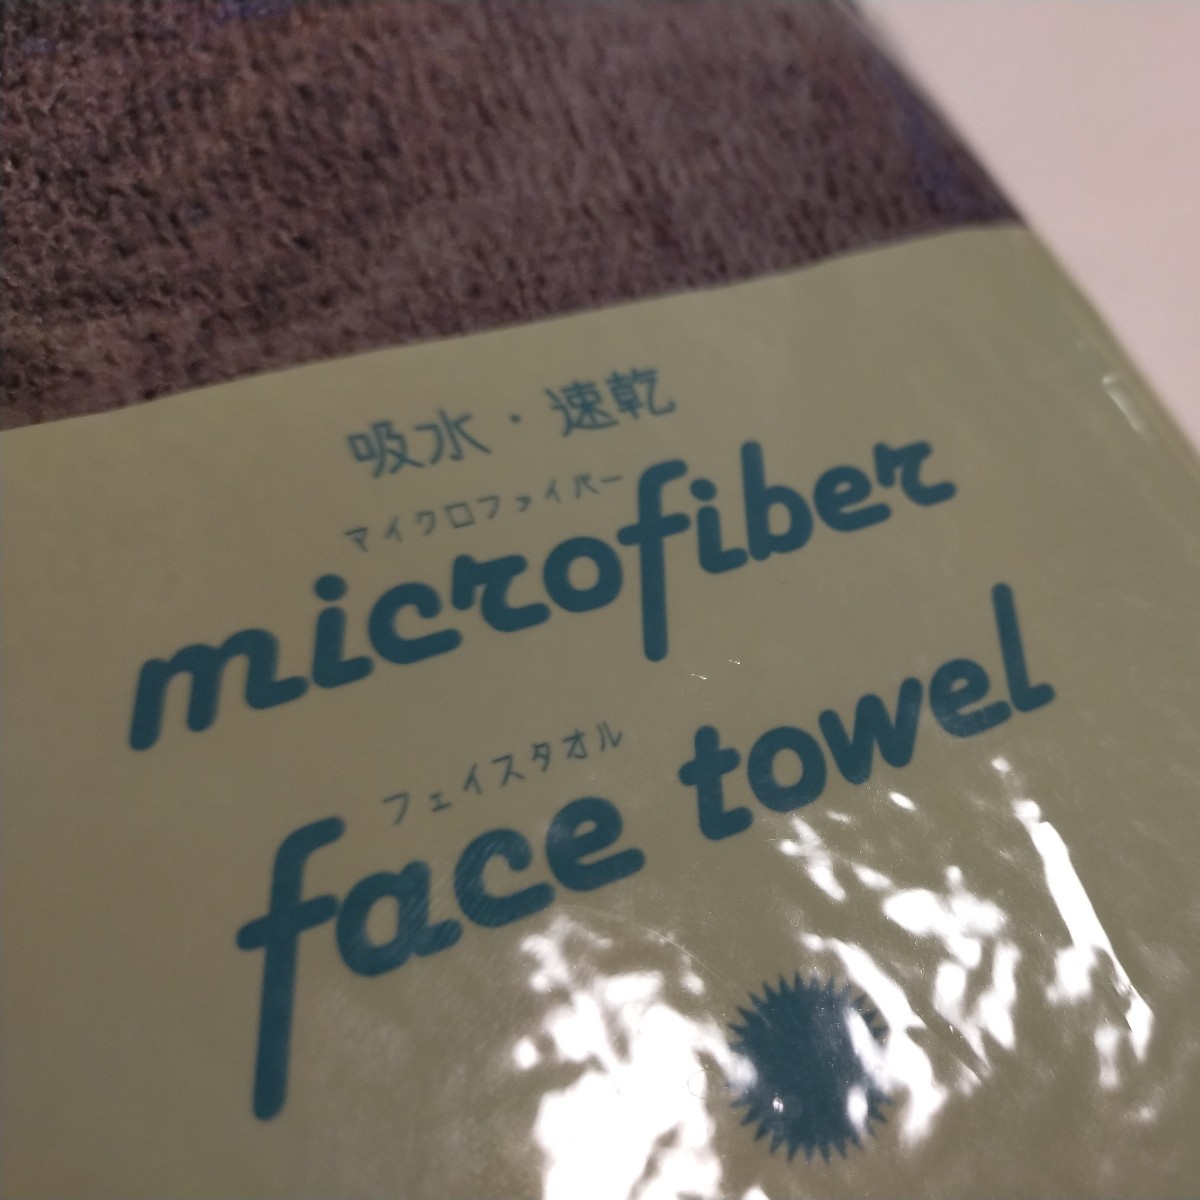 吸水・速乾
マイクロファイバー
microfiber
フェイスタオル
face towel